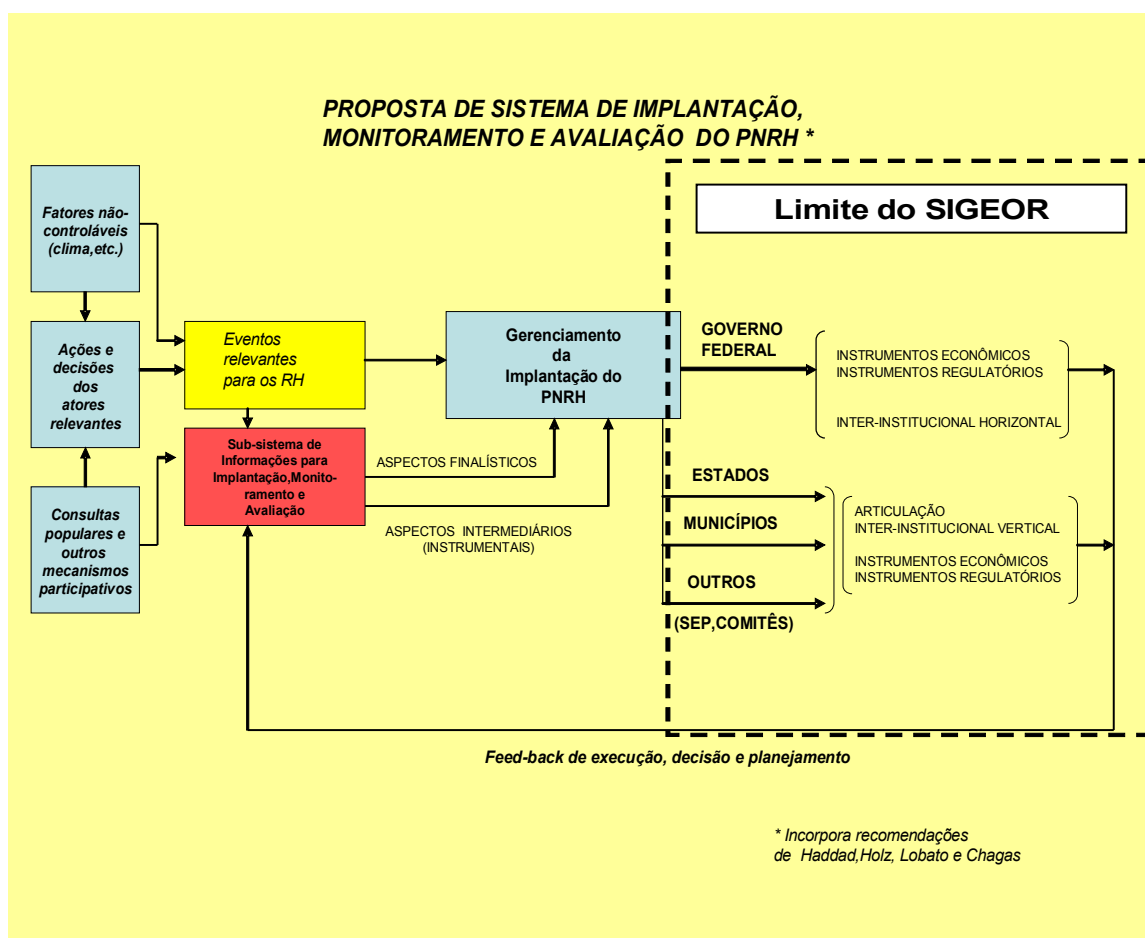 PROPOSTA DE SISTEMA DE IMPLANTAÇÃO,
MONITORAMENTO E AVALIAÇÃO DO PNRH *
Limite do SIGEOR
Fatores não-
controláveis
(clima,etc.)
Ações e
decisões
dos
atores
relevantes
Consultas
populares e
outros
mecanismos
participativos
Eventos
relevantes
para os RH
Sub-sistema de
Informações para
Implantação,Monito-
ramento e
Avaliação
ASPECTOS FINALÍSTICOS
ASPECTOS INTERMEDIÁRIOS
(INSTRUMENTAIS)
Gerenciamento
da
Implantação do
PNRH
GOVERNO
FEDERAL
INSTRUMENTOS ECONÔMICOS
INSTRUMENTOS REGULATÓRIOS
INTER-INSTITUCIONAL HORIZONTAL
ESTADOS
MUNICÍPIOS
OUTROS
(SEP,COMITÊS)
ARTICULAÇÃO
INTER-INSTITUCIONAL VERTICAL
INSTRUMENTOS ECONÔMICOS
INSTRUMENTOS REGULATÓRIOS
Feed-back de execução, decisão e planejamento
* Incorpora recomendações
de Haddad,Holz, Lobato e Chagas